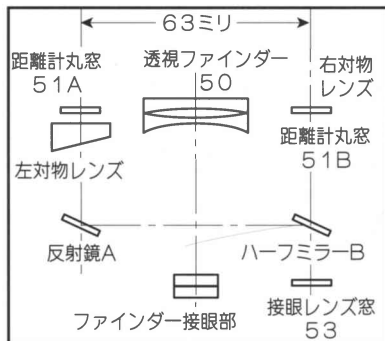 63ミリ
距離計丸窓
51A
透視ファインダー
50
右対物
レンズ
距離計丸窓
51B
左対物レンズ
反射鏡A
ハーフミラーB
ファインダー接眼部
接眼レンズ窓
53